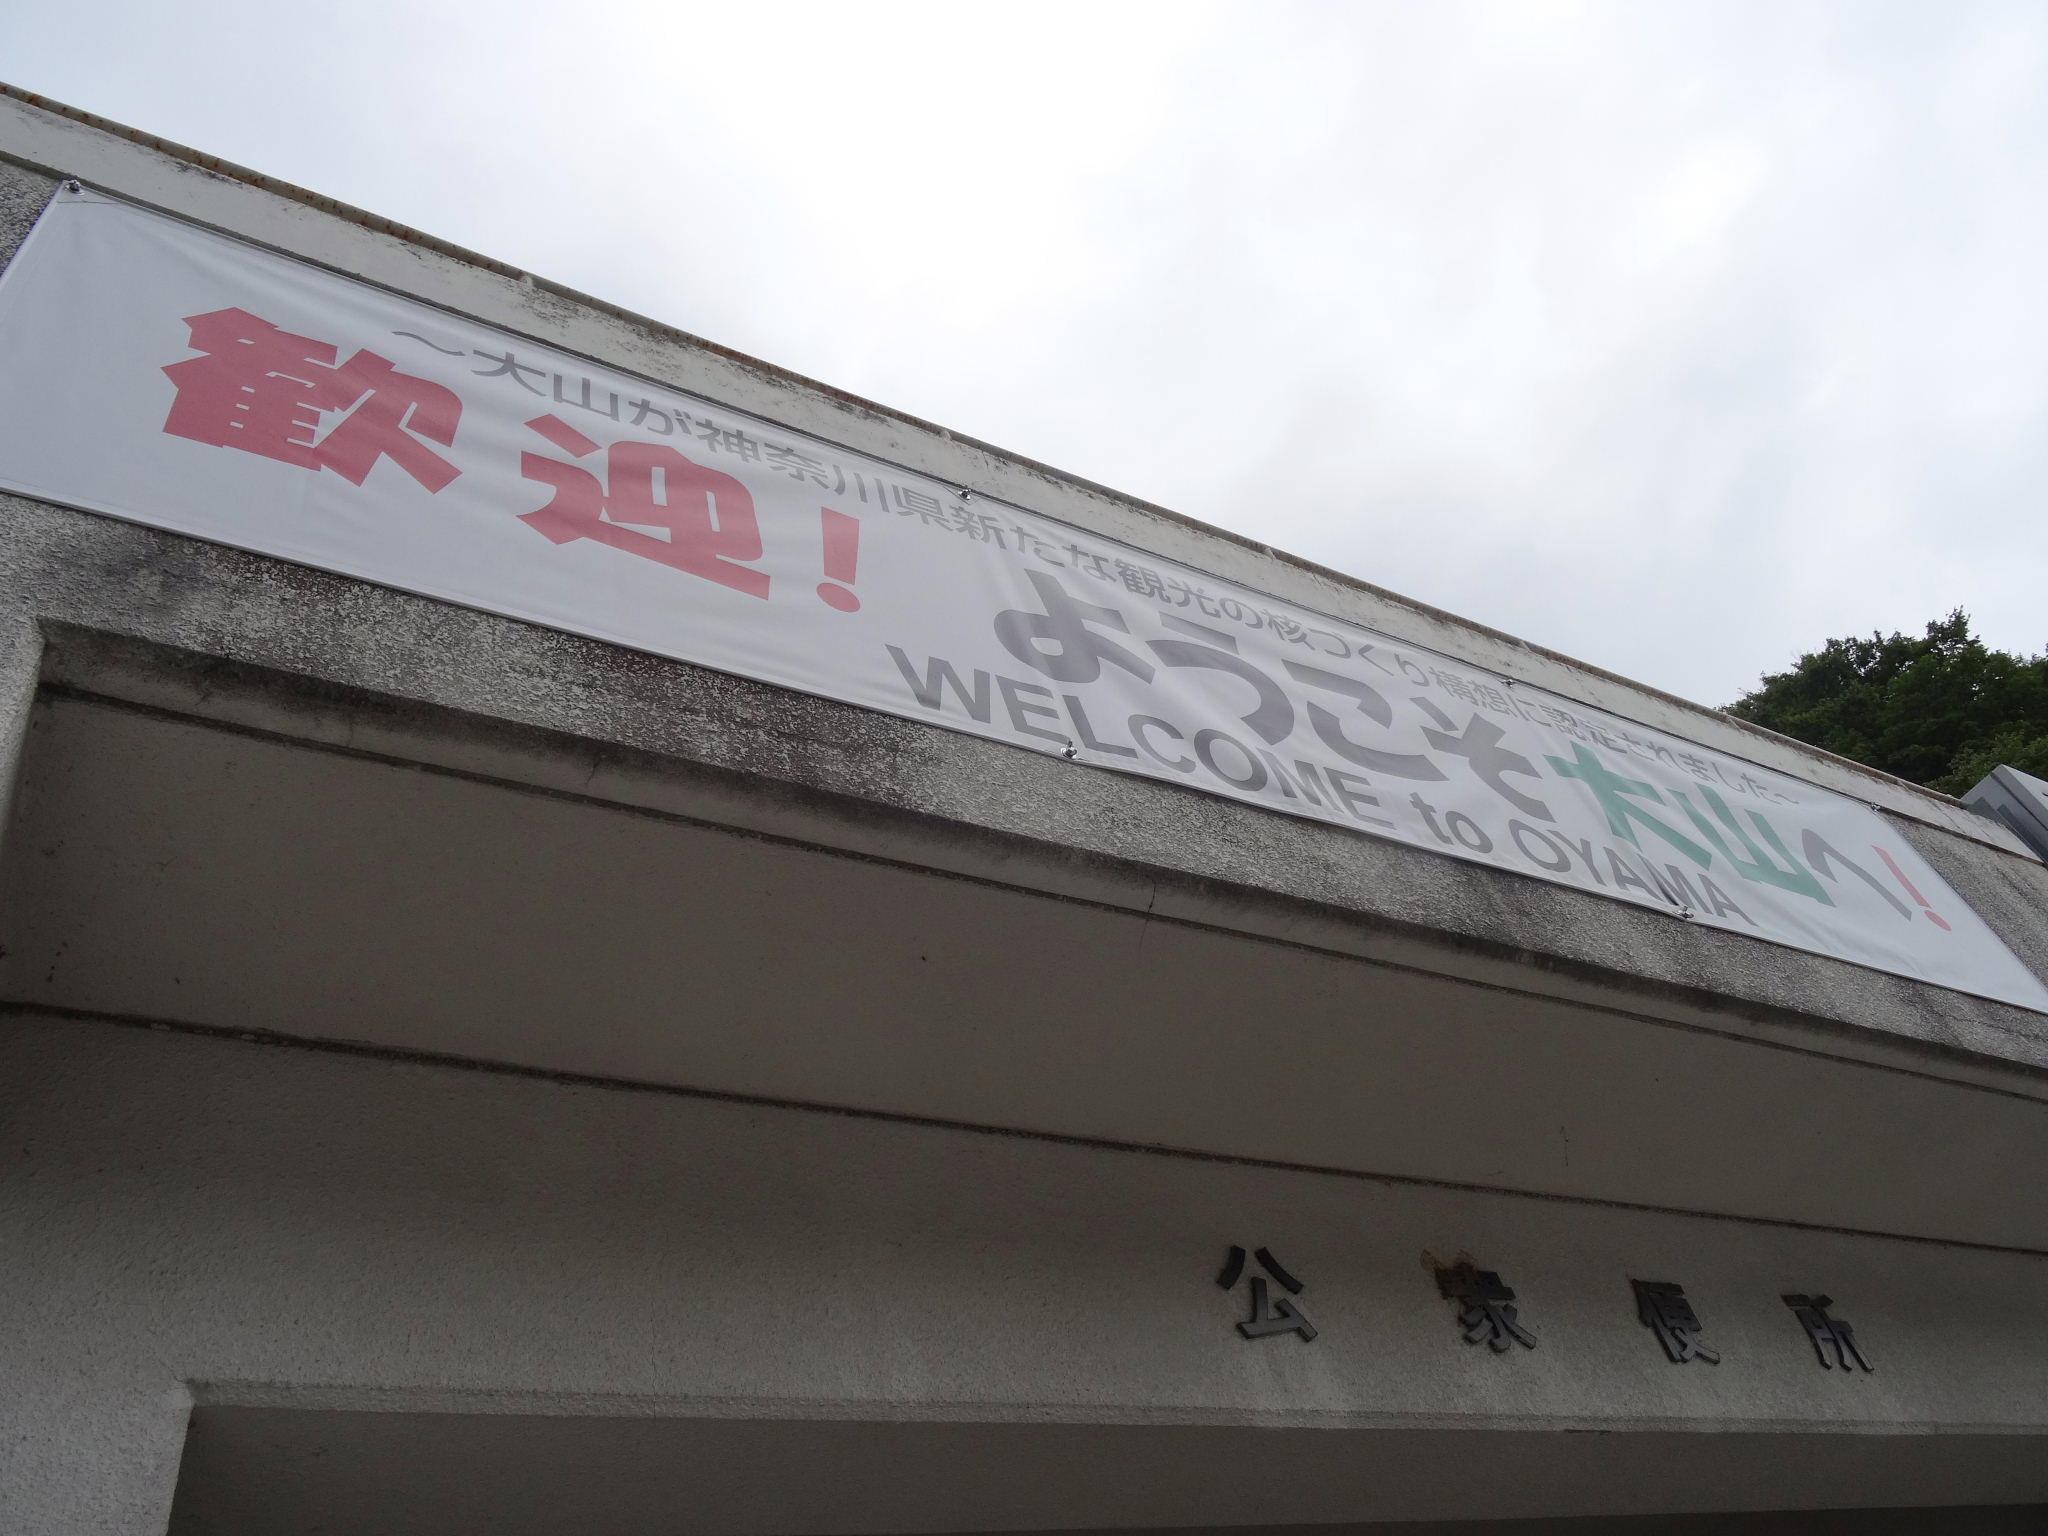 ～大山が神奈川県新たな観光の核づくり構想に認定されました～
歓迎！ ようこそ大山へ！
WELCOME to OYAMA
公衆便所